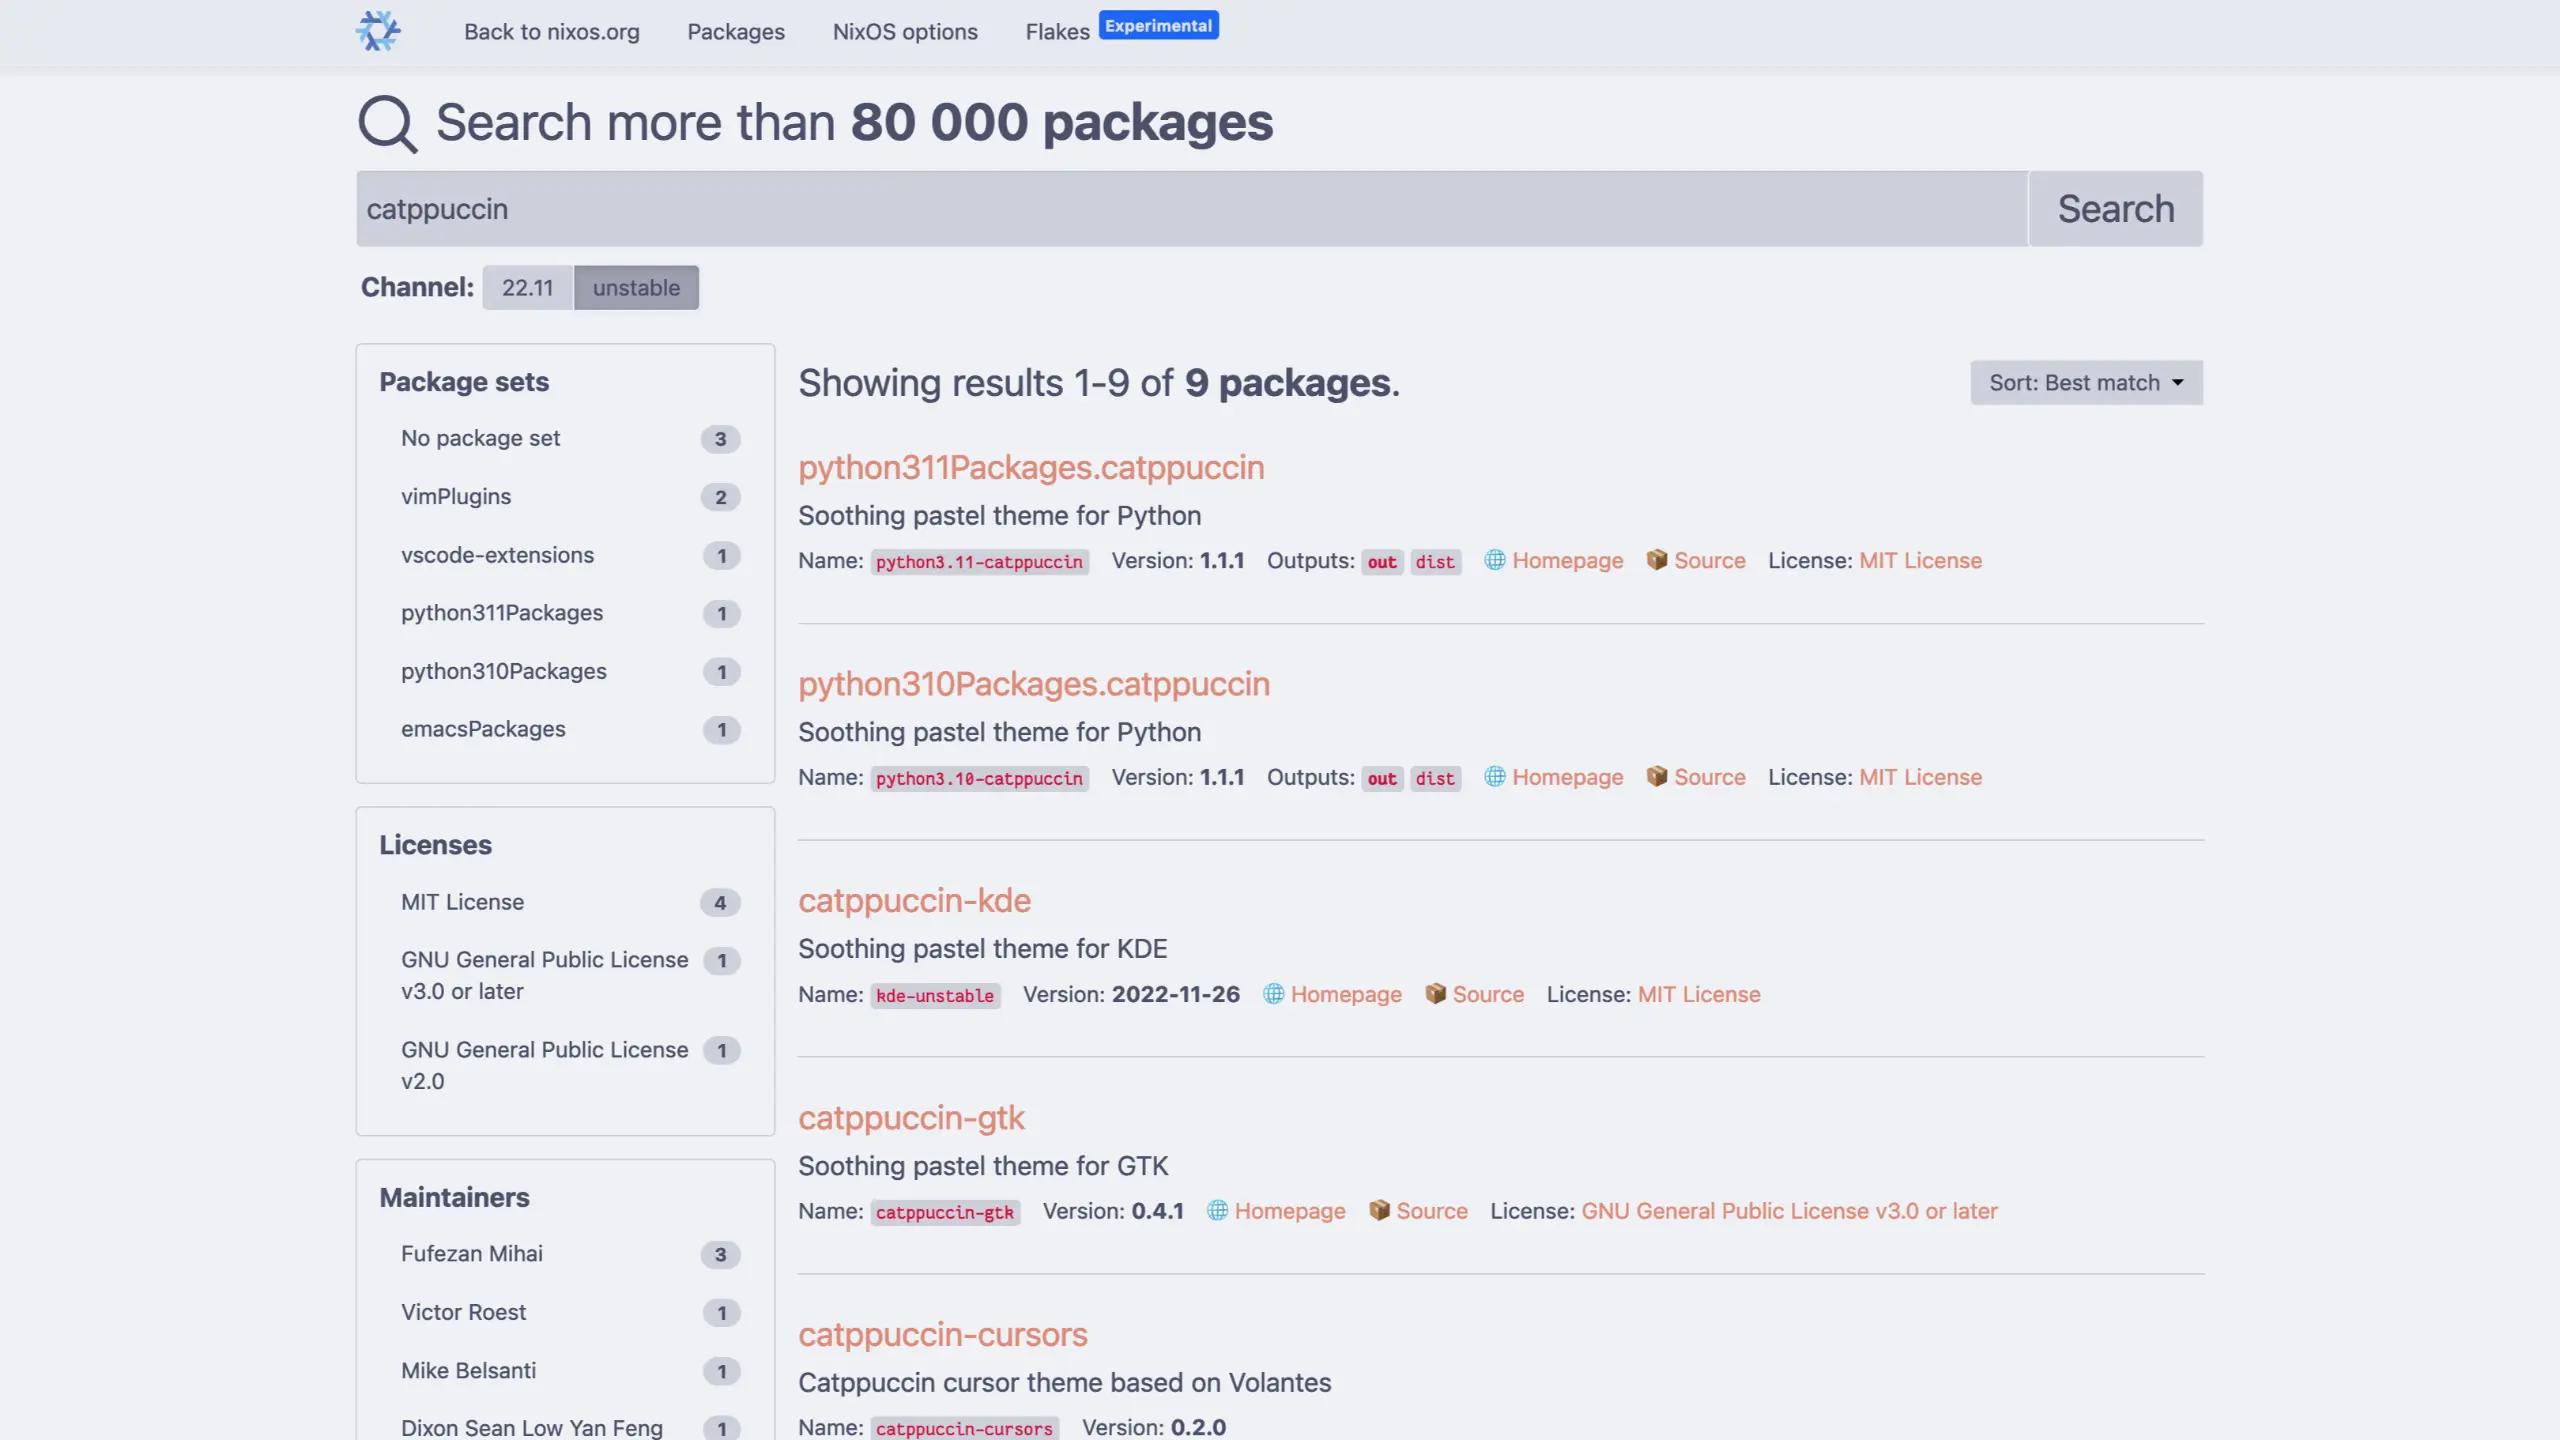 Back to nixos.org Packages NixOS options Flakes Experimental
Search more than 80 000 packages
catppuccin Search
Channel: 22.11 unstable
Package sets
No package set 3
vimPlugins 2
vscode-extensions 1
python311Packages 1
python310Packages 1
emacsPackages 1
Licenses
MIT License 4
GNU General Public License 1
v3.0 or later
GNU General Public License 1
v2.0
Maintainers
Fufezan Mihai 3
Victor Roest 1
Mike Belsanti 1
Dixon Sean Low Yan Feng 1
Showing results 1-9 of 9 packages. Sort: Best match
python311Packages.catppuccin
Soothing pastel theme for Python
Name: python3.11-catppuccin Version: 1.1.1 Outputs: out dist Homepage Source License: MIT License
python310Packages.catppuccin
Soothing pastel theme for Python
Name: python3.10-catppuccin Version: 1.1.1 Outputs: out dist Homepage Source License: MIT License
catppuccin-kde
Soothing pastel theme for KDE
Name: kde-unstable Version: 2022-11-26 Homepage Source License: MIT License
catppuccin-gtk
Soothing pastel theme for GTK
Name: catppuccin-gtk Version: 0.4.1 Homepage Source License: GNU General Public License v3.0 or later
catppuccin-cursors
Catppuccin cursor theme based on Volantes
Name: catppuccin-cursors Version: 0.2.0